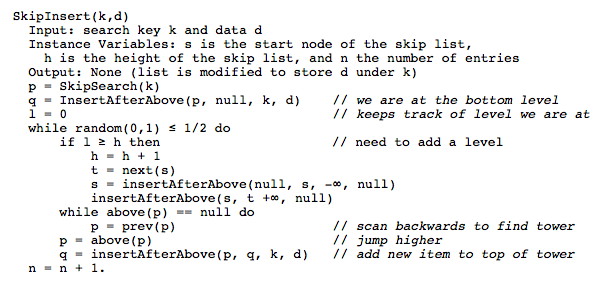 SkipInsert(k,d)
  Input: search key k and data d
  Instance Variables: s is the start node of the skip list,
    h is the height of the skip list, and n the number of entries
  Output: None (list is modified to store d under k)
  p = SkipSearch(k)
  q = InsertAfterAbove(p, null, k, d)    // we are at the bottom level
  l = 0                                  // keeps track of level we are at
  while random(0,1) ≤ 1/2 do
      if l ≥ h then                      // need to add a level
          h = h + 1
          t = next(s)
          s = insertAfterAbove(null, s, -∞, null)
          insertAfterAbove(s, t +∞, null)
      while above(p) == null do
          p = prev(p)                    // scan backwards to find tower
      p = above(p)                       // jump higher
      q = insertAfterAbove(p, q, k, d)   // add new item to top of tower
  n = n + 1.